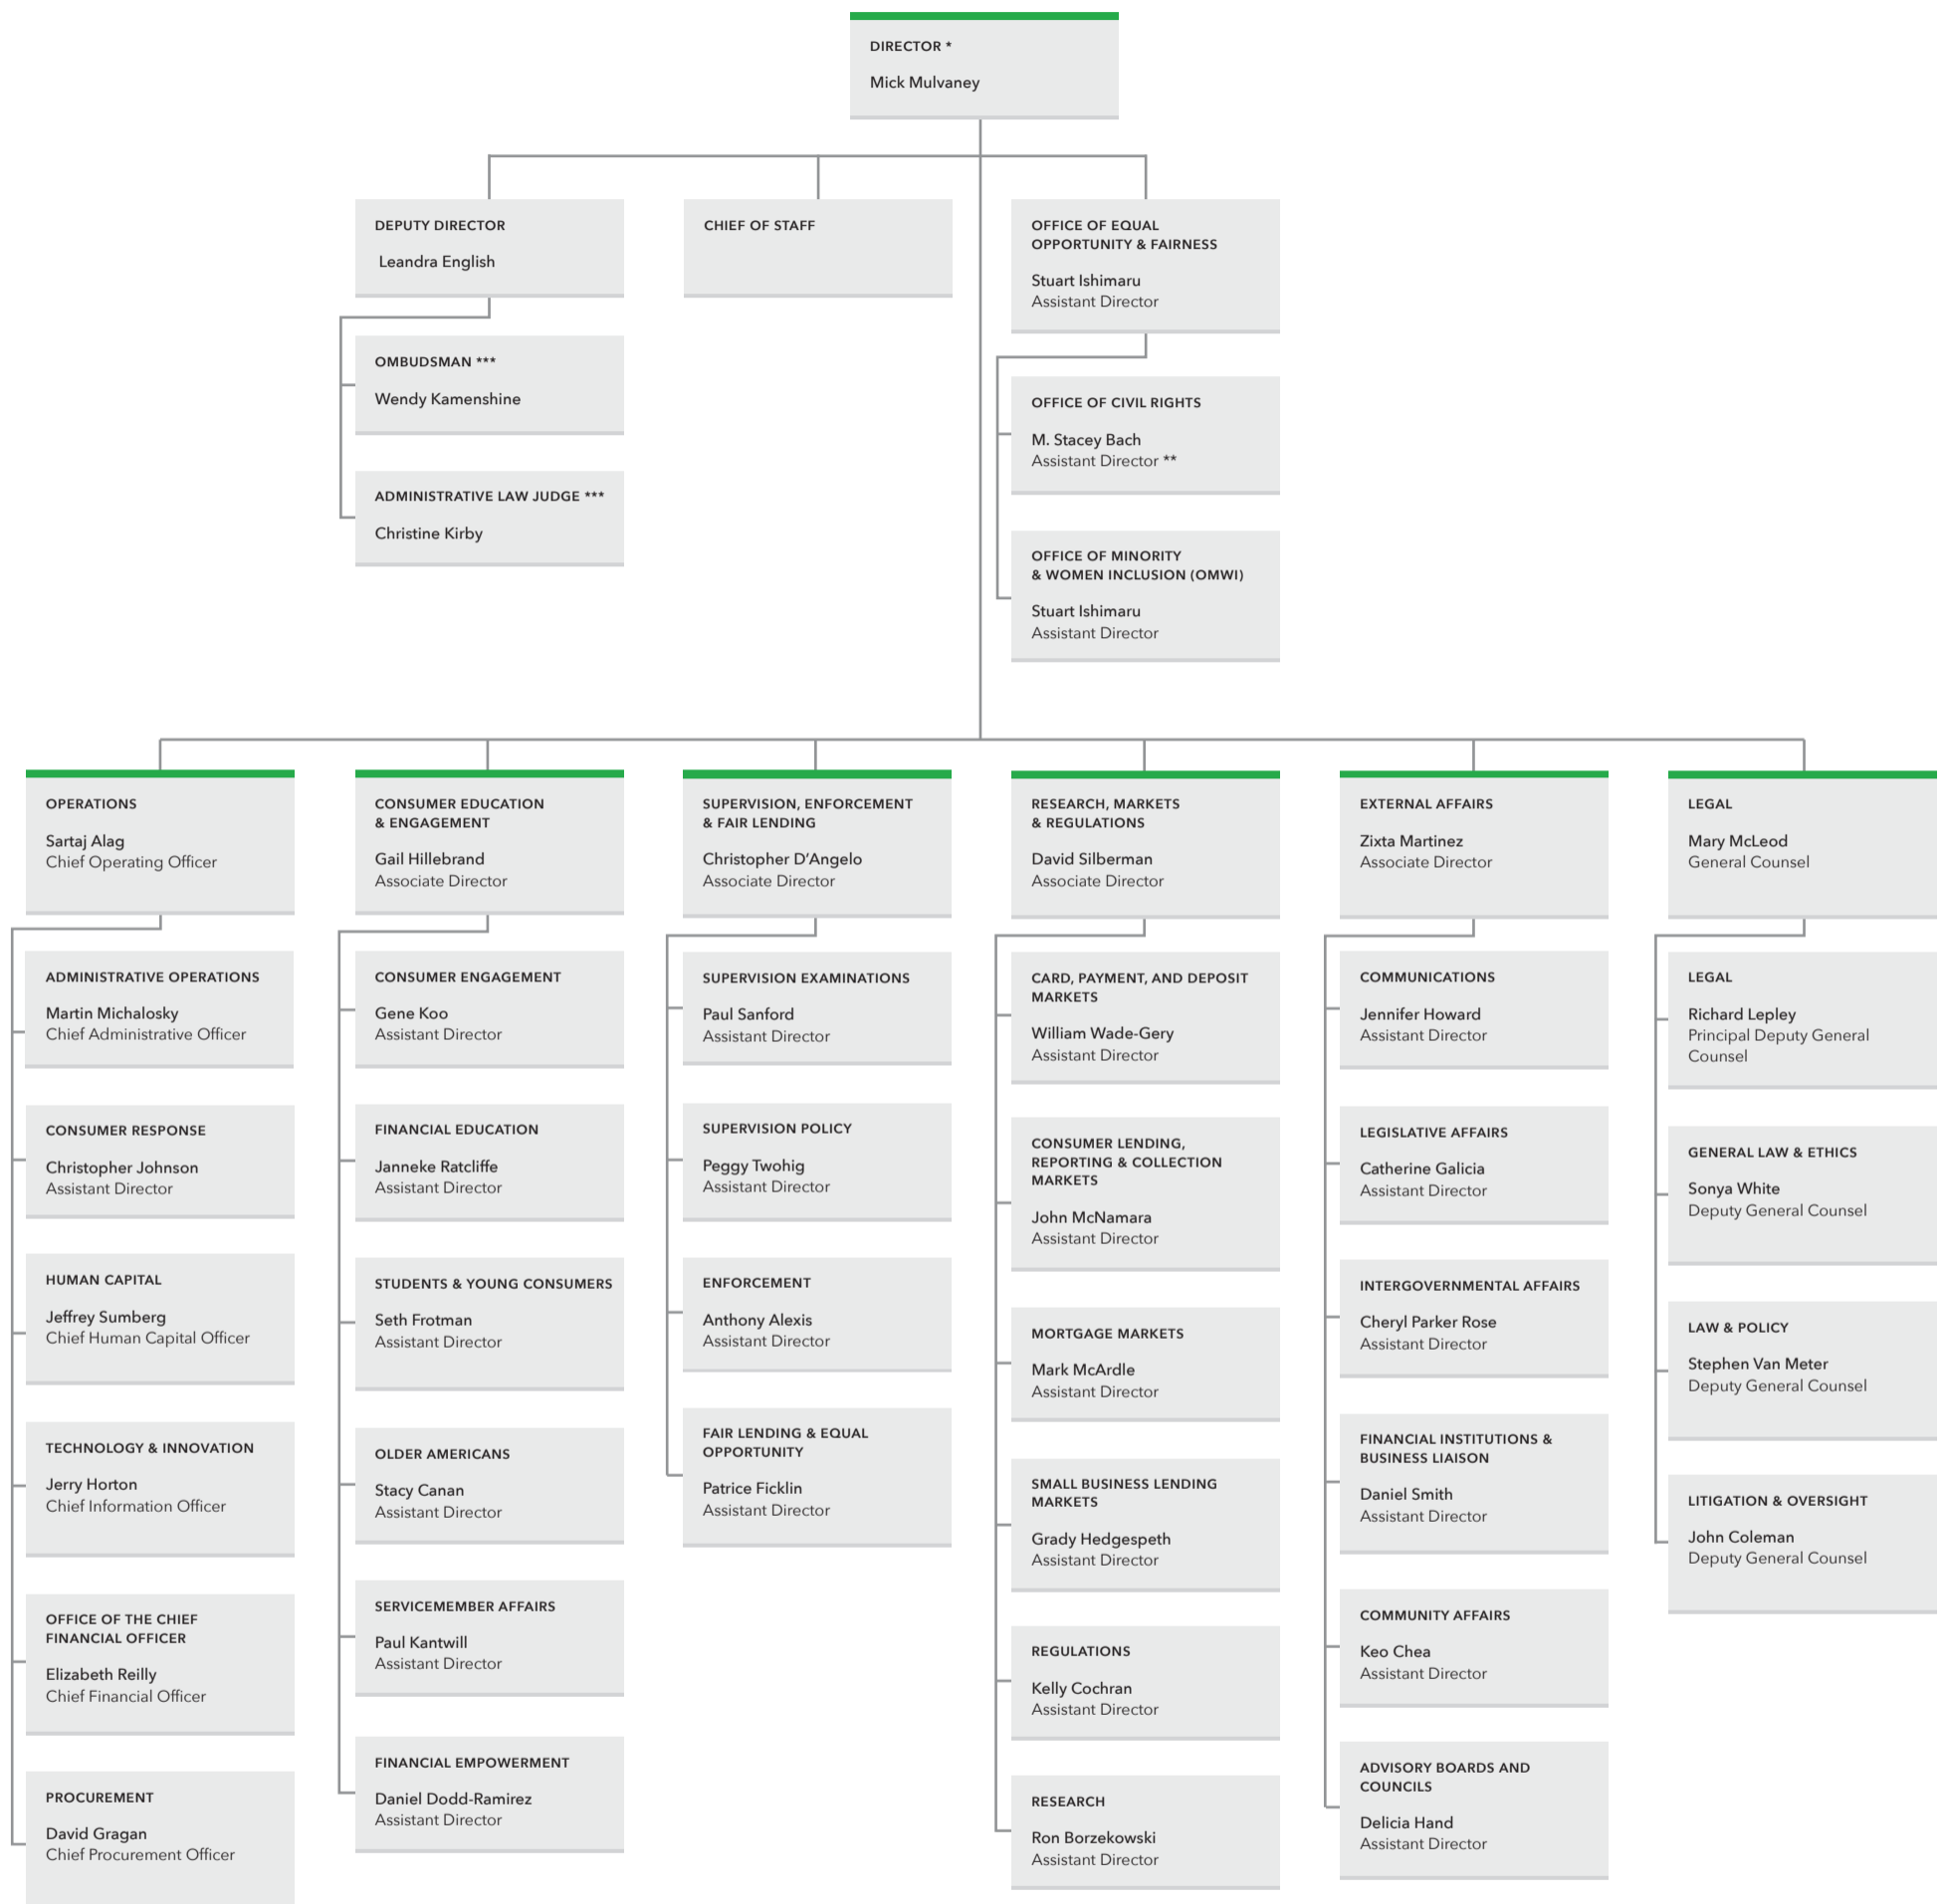 DIRECTOR *
Mick Mulvaney
DEPUTY DIRECTOR
Leandra English
CHIEF OF STAFF
OFFICE OF EQUAL
OPPORTUNITY & FAIRNESS
Stuart Ishimaru
Assistant Director
OMBUDSMAN ***
Wendy Kamenshine
ADMINISTRATIVE LAW JUDGE ***
Christine Kirby
OFFICE OF CIVIL RIGHTS
M. Stacey Bach
Assistant Director **
OFFICE OF MINORITY
& WOMEN INCLUSION (OMWI)
Stuart Ishimaru
Assistant Director
OPERATIONS
Sartaj Alag
Chief Operating Officer
ADMINISTRATIVE OPERATIONS
Martin Michalosky
Chief Administrative Officer
CONSUMER RESPONSE
Christopher Johnson
Assistant Director
HUMAN CAPITAL
Jeffrey Sumberg
Chief Human Capital Officer
TECHNOLOGY & INNOVATION
Jerry Horton
Chief Information Officer
OFFICE OF THE CHIEF
FINANCIAL OFFICER
Elizabeth Reilly
Chief Financial Officer
PROCUREMENT
David Gragan
Chief Procurement Officer
CONSUMER EDUCATION
& ENGAGEMENT
Gail Hillebrand
Associate Director
CONSUMER ENGAGEMENT
Gene Koo
Assistant Director
FINANCIAL EDUCATION
Janneke Ratcliffe
Assistant Director
STUDENTS & YOUNG CONSUMERS
Seth Frotman
Assistant Director
OLDER AMERICANS
Stacy Canan
Assistant Director
SERVICEMEMBER AFFAIRS
Paul Kantwill
Assistant Director
FINANCIAL EMPOWERMENT
Daniel Dodd-Ramirez
Assistant Director
SUPERVISION, ENFORCEMENT
& FAIR LENDING
Christopher D’Angelo
Associate Director
SUPERVISION EXAMINATIONS
Paul Sanford
Assistant Director
SUPERVISION POLICY
Peggy Twohig
Assistant Director
ENFORCEMENT
Anthony Alexis
Assistant Director
FAIR LENDING & EQUAL
OPPORTUNITY
Patrice Ficklin
Assistant Director
RESEARCH, MARKETS
& REGULATIONS
David Silberman
Associate Director
CARD, PAYMENT, AND DEPOSIT
MARKETS
William Wade-Gery
Assistant Director
CONSUMER LENDING,
REPORTING & COLLECTION
MARKETS
John McNamara
Assistant Director
MORTGAGE MARKETS
Mark McArdle
Assistant Director
SMALL BUSINESS LENDING
MARKETS
Grady Hedgespeth
Assistant Director
REGULATIONS
Kelly Cochran
Assistant Director
RESEARCH
Ron Borzekowski
Assistant Director
EXTERNAL AFFAIRS
Zixta Martinez
Associate Director
COMMUNICATIONS
Jennifer Howard
Assistant Director
LEGISLATIVE AFFAIRS
Catherine Galicia
Assistant Director
INTERGOVERNMENTAL AFFAIRS
Cheryl Parker Rose
Assistant Director
FINANCIAL INSTITUTIONS &
BUSINESS LIAISON
Daniel Smith
Assistant Director
COMMUNITY AFFAIRS
Keo Chea
Assistant Director
ADVISORY BOARDS AND
COUNCILS
Delicia Hand
Assistant Director
LEGAL
Mary McLeod
General Counsel
LEGAL
Richard Lepley
Principal Deputy General
Counsel
GENERAL LAW & ETHICS
Sonya White
Deputy General Counsel
LAW & POLICY
Stephen Van Meter
Deputy General Counsel
LITIGATION & OVERSIGHT
John Coleman
Deputy General Counsel